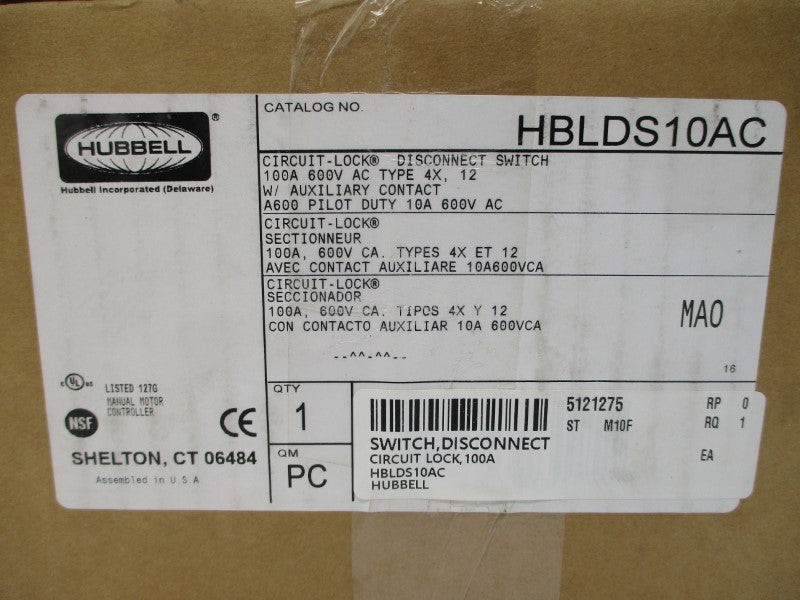 HUBBELL
®
Hubbell Incorporated (Delaware)
CATALOG NO.
HBLDS10AC
CIRCUIT-LOCK® DISCONNECT SWITCH
100A 600V AC TYPE 4X, 12
W/ AUXILIARY CONTACT
A600 PILOT DUTY 10A 600V AC
CIRCUIT-LOCK®
SECTIONNEUR
100A, 600V CA. TYPES 4X ET 12
AVEC CONTACT AUXILIARE 10A600VCA
CIRCUIT-LOCK®
SECCIONADOR
100A, 600V CA. TIPOS 4X Y 12
CON CONTACTO AUXILIAR 10A 600VCA
MAO
--^^-^^--
16
c UL us
LISTED 127G
MANUAL MOTOR
CONTROLLER
NSF
CE
SHELTON, CT 06484
Assembled in U.S.A
QTY
1
QM
PC
5121275 RP 0
ST M10F RQ 1
SWITCH,DISCONNECT
CIRCUIT LOCK,100A EA
HBLDS10AC
HUBBELL